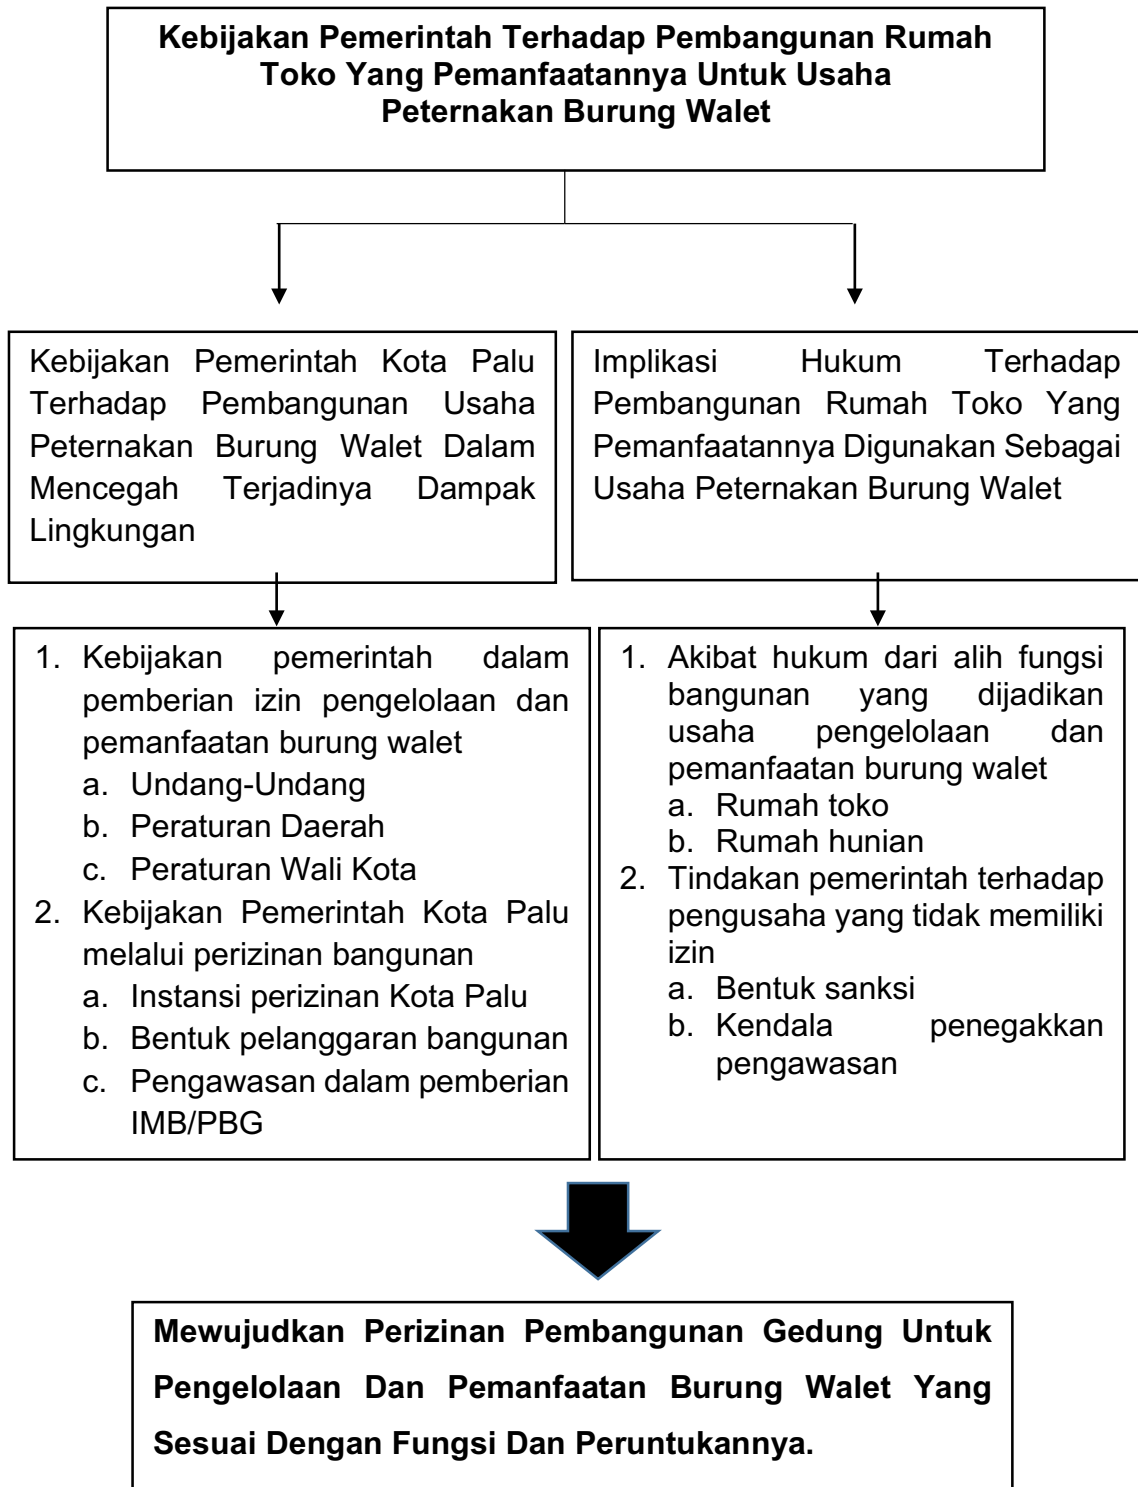 Kebijakan Pemerintah Terhadap Pembangunan Rumah
Toko Yang Pemanfaatannya Untuk Usaha
Peternakan Burung Walet
Kebijakan Pemerintah Kota Palu
Terhadap Pembangunan Usaha
Peternakan Burung Walet Dalam
Mencegah Terjadinya Dampak
Lingkungan
Implikasi Hukum Terhadap
Pembangunan Rumah Toko Yang
Pemanfaatannya Digunakan Sebagai
Usaha Peternakan Burung Walet
1. Kebijakan pemerintah dalam
pemberian izin pengelolaan dan
pemanfaatan burung walet
a. Undang-Undang
b. Peraturan Daerah
c. Peraturan Wali Kota
2. Kebijakan Pemerintah Kota Palu
melalui perizinan bangunan
a. Instansi perizinan Kota Palu
b. Bentuk pelanggaran bangunan
c. Pengawasan dalam pemberian
IMB/PBG
1. Akibat hukum dari alih fungsi
bangunan yang dijadikan
usaha pengelolaan dan
pemanfaatan burung walet
a. Rumah toko
b. Rumah hunian
2. Tindakan pemerintah terhadap
pengusaha yang tidak memiliki
izin
a. Bentuk sanksi
b. Kendala penegakkan
pengawasan
Mewujudkan Perizinan Pembangunan Gedung Untuk
Pengelolaan Dan Pemanfaatan Burung Walet Yang
Sesuai Dengan Fungsi Dan Peruntukannya.